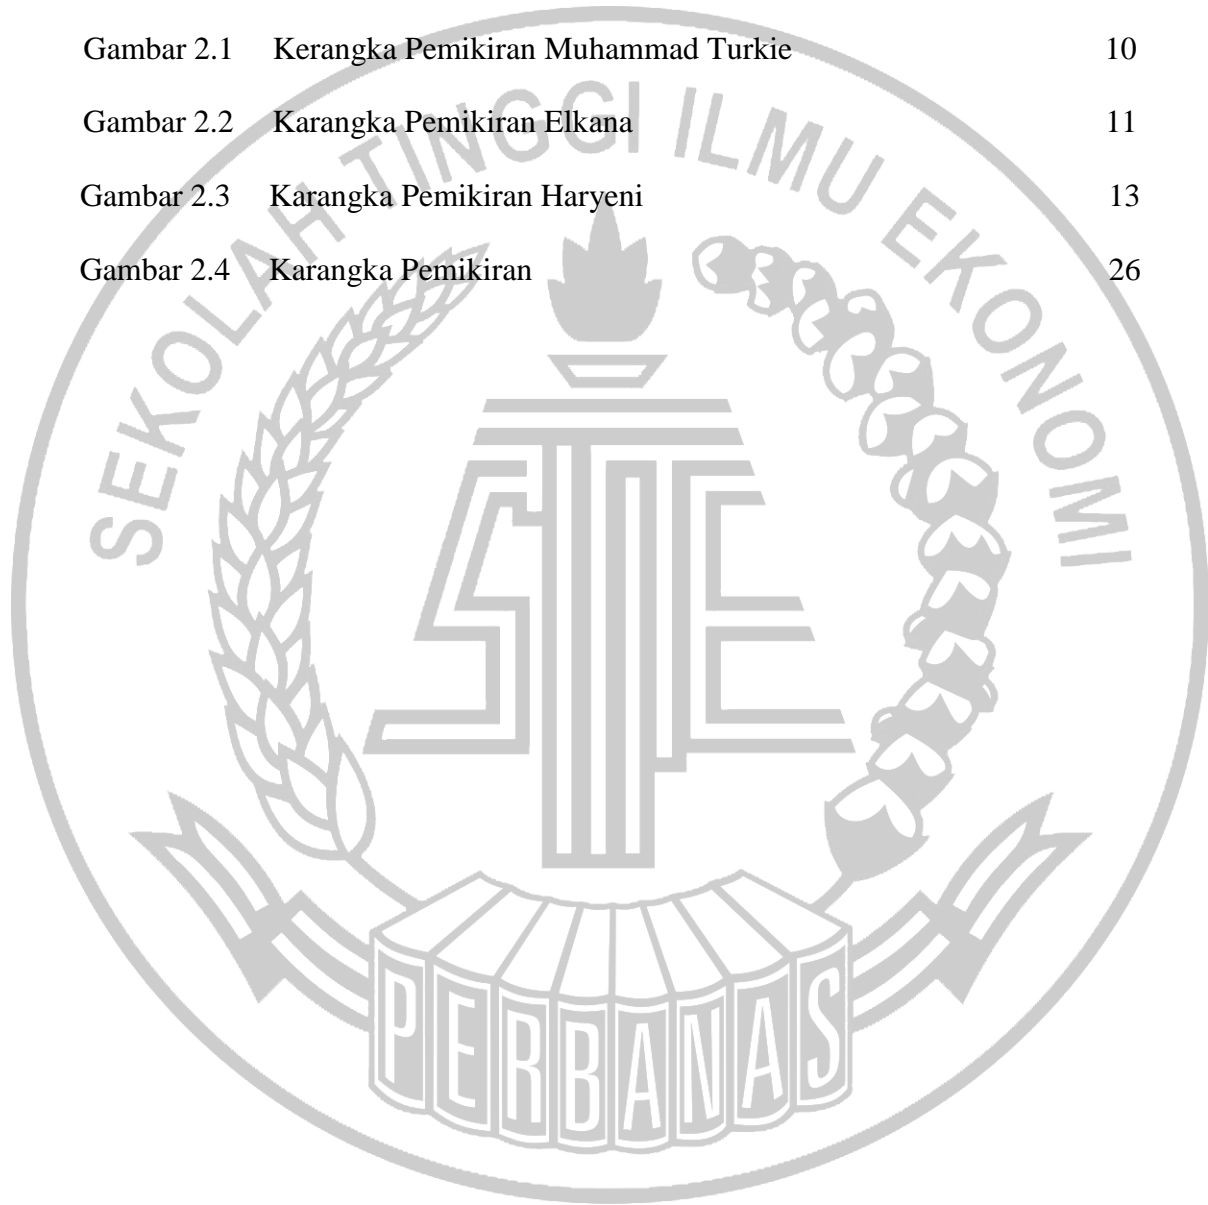 Gambar 2.1 Kerangka Pemikiran Muhammad Turkie 10
Gambar 2.2 Karangka Pemikiran Elkana 11
Gambar 2.3 Karangka Pemikiran Haryeni 13
Gambar 2.4 Karangka Pemikiran 26
SEKOLAH TINGGI ILMU EKONOMI
STIE
PERBANAS